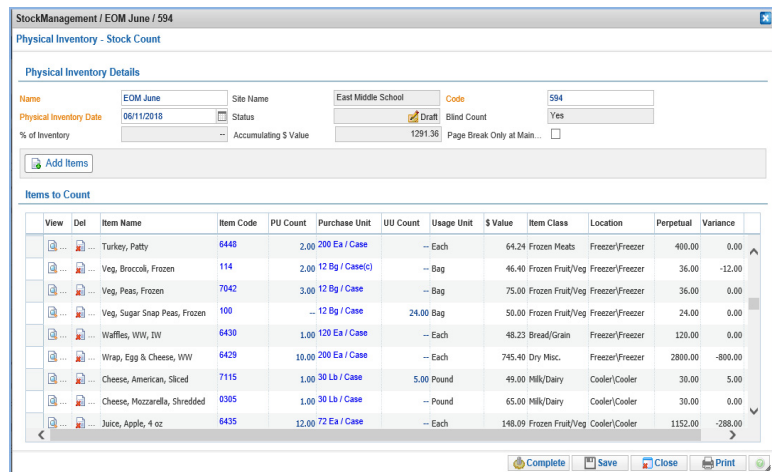 StockManagement / EOM June / 594
Physical Inventory - Stock Count
Physical Inventory Details
Name EOM June Site Name East Middle School Code 594
Physical Inventory Date 06/11/2018 Status Draft Blind Count Yes
% of Inventory -- Accumulating $ Value 1291.36 Page Break Only at Main...
Add Items
Items to Count
View Del Item Name Item Code PU Count Purchase Unit UU Count Usage Unit $ Value Item Class Location Perpetual Variance
... ... Turkey, Patty 6448 2.00 200 Ea / Case -- Each 64.24 Frozen Meats Freezer\Freezer 400.00 0.00
... ... Veg, Broccoli, Frozen 114 2.00 12 Bg / Case(c) -- Bag 46.40 Frozen Fruit/Veg Freezer\Freezer 36.00 -12.00
... ... Veg, Peas, Frozen 7042 3.00 12 Bg / Case -- Bag 75.00 Frozen Fruit/Veg Freezer\Freezer 36.00 0.00
... ... Veg, Sugar Snap Peas, Frozen 100 -- 12 Bg / Case 24.00 Bag 50.00 Frozen Fruit/Veg Freezer\Freezer 24.00 0.00
... ... Waffles, WW, IW 6430 1.00 120 Ea / Case -- Each 48.23 Bread/Grain Freezer\Freezer 120.00 0.00
... ... Wrap, Egg & Cheese, WW 6429 10.00 200 Ea / Case -- Each 745.40 Dry Misc. Freezer\Freezer 2800.00 -800.00
... ... Cheese, American, Sliced 7115 1.00 30 Lb / Case 5.00 Pound 49.00 Milk/Dairy Cooler\Cooler 30.00 5.00
... ... Cheese, Mozzarella, Shredded 0305 1.00 30 Lb / Case -- Pound 65.00 Milk/Dairy Cooler\Cooler 30.00 0.00
... ... Juice, Apple, 4 oz 6435 12.00 72 Ea / Case -- Each 148.09 Frozen Fruit/Veg Cooler\Cooler 1152.00 -288.00
Complete Save Close Print